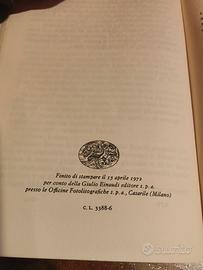 Finito di stampare il 15 aprile 1972
per conto della Giulio Einaudi editore s. p. a.
presso le Officine Fotolitografiche s. p. a., Casarile (Milano)
C. L. 3388-6
subito